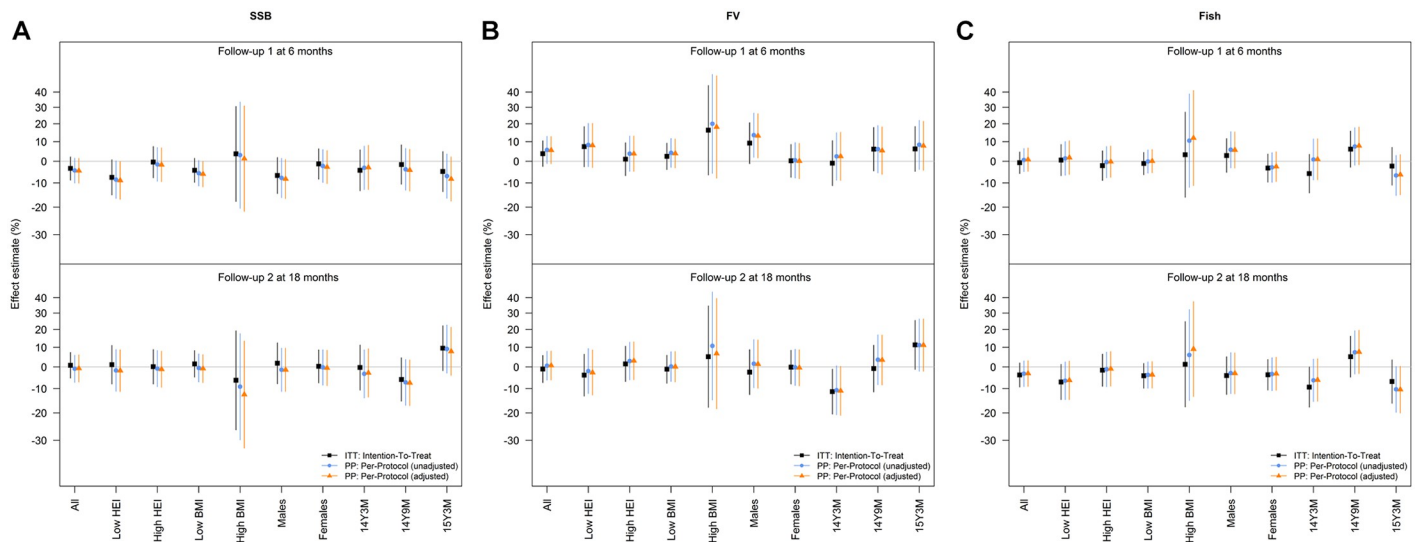 SSB
FV
Fish
A
B
C
Follow-up 1 at 6 months
Follow-up 1 at 6 months
Follow-up 1 at 6 months
40
30
20
10
0
-10
-20
-30
40
30
20
10
0
-10
-20
-30
40
30
20
10
0
-10
-20
-30
Effect estimate (%)
Effect estimate (%)
Effect estimate (%)
Follow-up 2 at 18 months
Follow-up 2 at 18 months
Follow-up 2 at 18 months
40
30
20
10
0
-10
-20
-30
40
30
20
10
0
-10
-20
-30
40
30
20
10
0
-10
-20
-30
ITT: Intention-To-Treat
PP: Per-Protocol (unadjusted)
PP: Per-Protocol (adjusted)
ITT: Intention-To-Treat
PP: Per-Protocol (unadjusted)
PP: Per-Protocol (adjusted)
ITT: Intention-To-Treat
PP: Per-Protocol (unadjusted)
PP: Per-Protocol (adjusted)
All
Low HEI
High HEI
Low BMI
High BMI
Males
Females
14Y3M
14Y9M
15Y3M
All
Low HEI
High HEI
Low BMI
High BMI
Males
Females
14Y3M
14Y9M
15Y3M
All
Low HEI
High HEI
Low BMI
High BMI
Males
Females
14Y3M
14Y9M
15Y3M